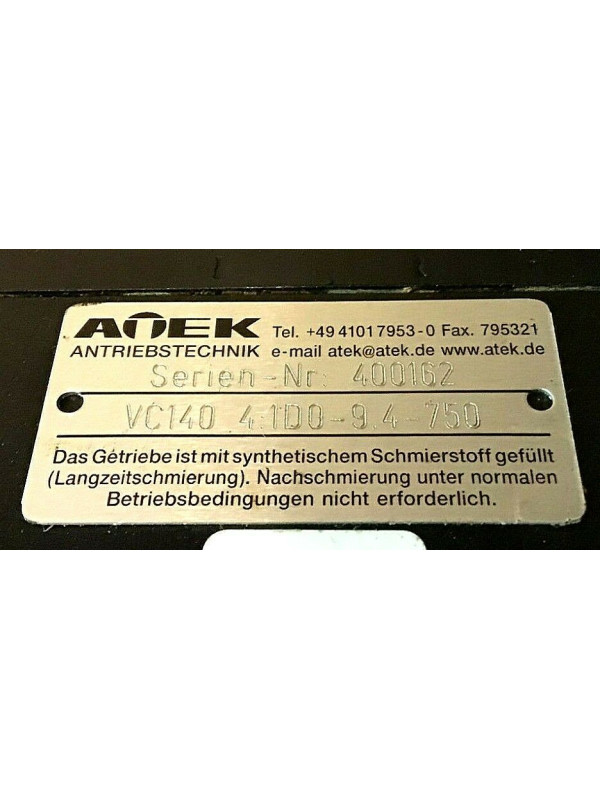 ATEK Tel. +49 4101 7953-0 Fax. 795321
ANTRIEBSTECHNIK e-mail atek@atek.de www.atek.de
Serien-Nr: 400162
VC140 4:1D0-9.4-750
Das Getriebe ist mit synthetischem Schmierstoff gefüllt
(Langzeitschmierung). Nachschmierung unter normalen
Betriebsbedingungen nicht erforderlich.